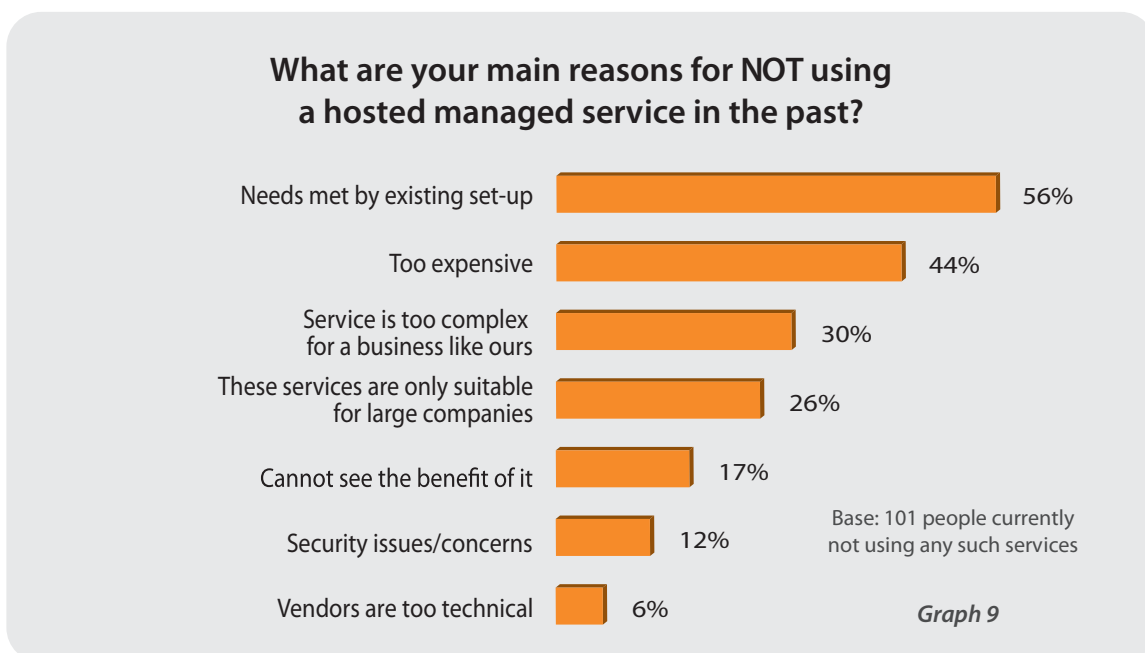 What are your main reasons for NOT using
a hosted managed service in the past?
Needs met by existing set-up
56%
Too expensive
44%
Service is too complex
for a business like ours
30%
These services are only suitable
for large companies
26%
Cannot see the benefit of it
17%
Security issues/concerns
12%
Vendors are too technical
6%
Base: 101 people currently
not using any such services
Graph 9